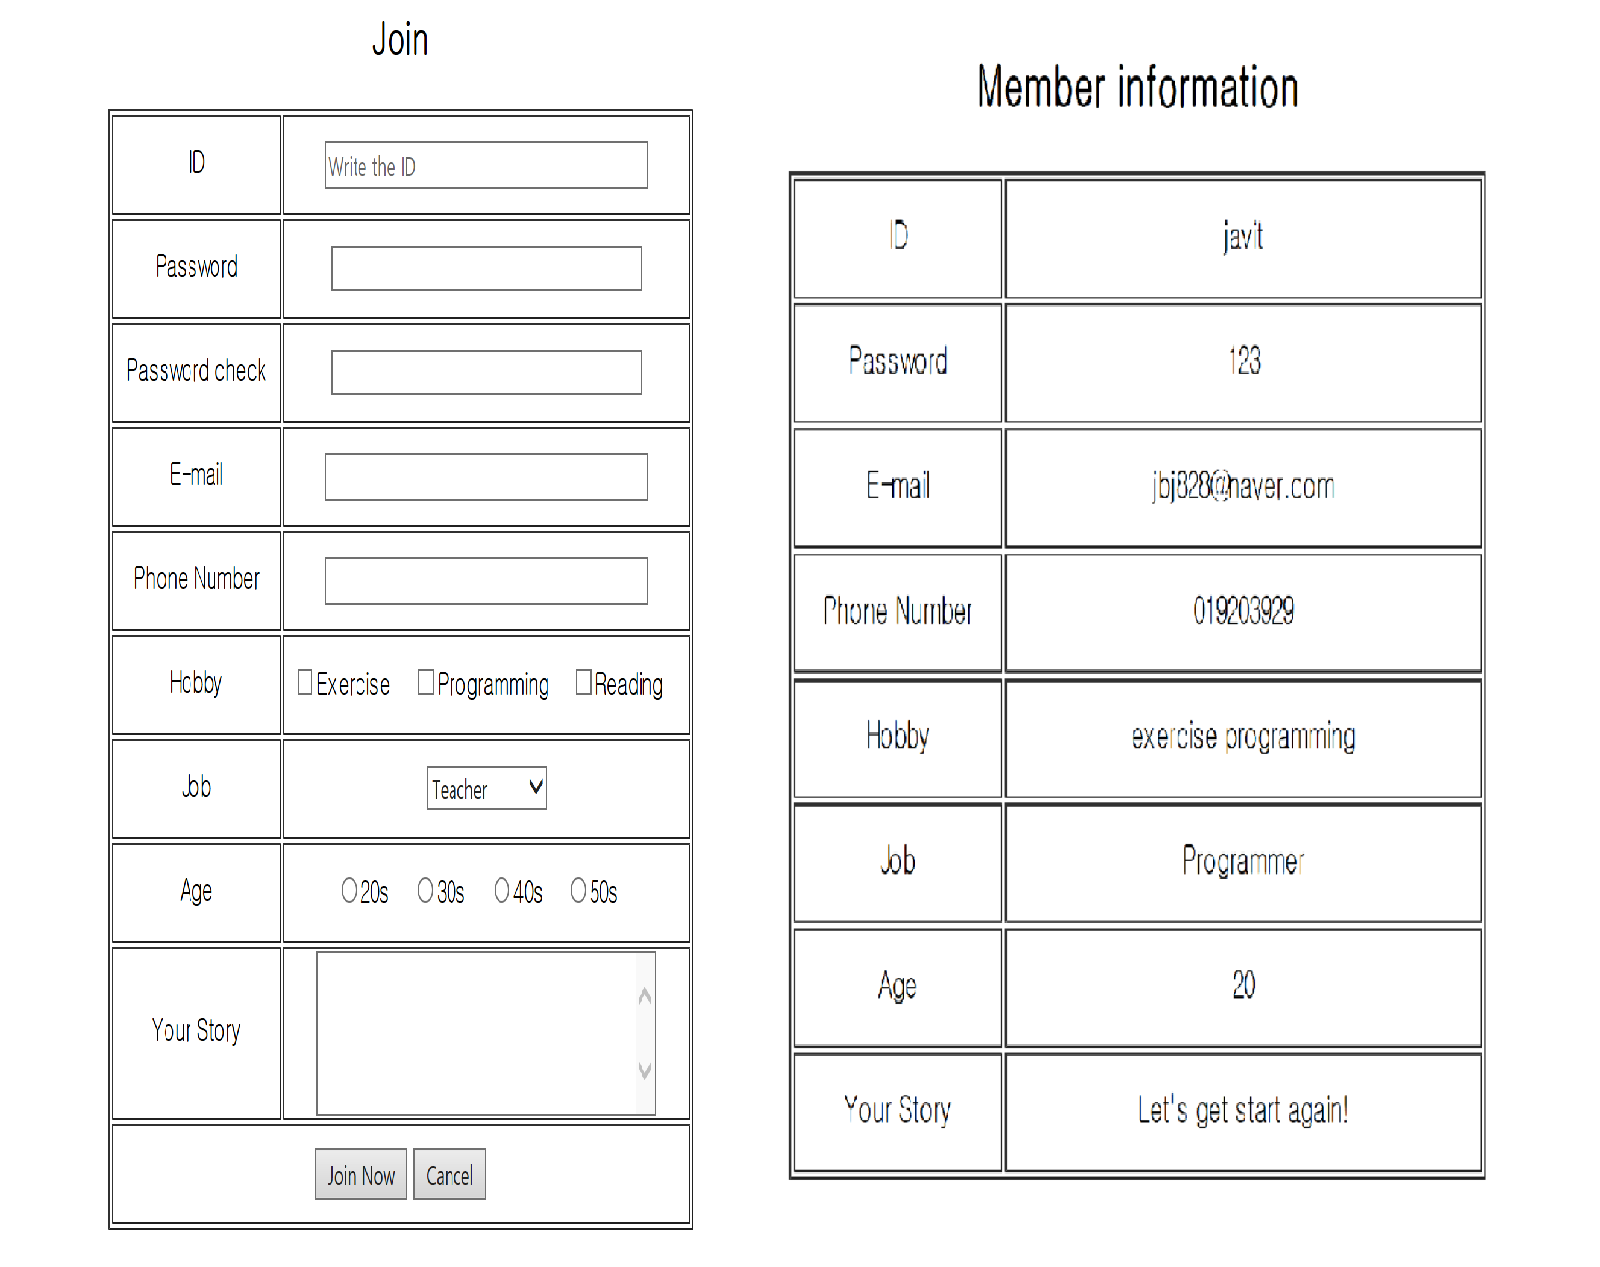 Join
ID
Write the ID
Password
Password check
E-mail
Phone Number
Hobby
Exercise Programming Reading
Job
Teacher
Age
20s 30s 40s 50s
Your Story
Join Now Cancel
Member information
ID javit
Password 123
E-mail jbj828@naver.com
Phone Number 019203929
Hobby exercise programming
Job Programmer
Age 20
Your Story Let's get start again!